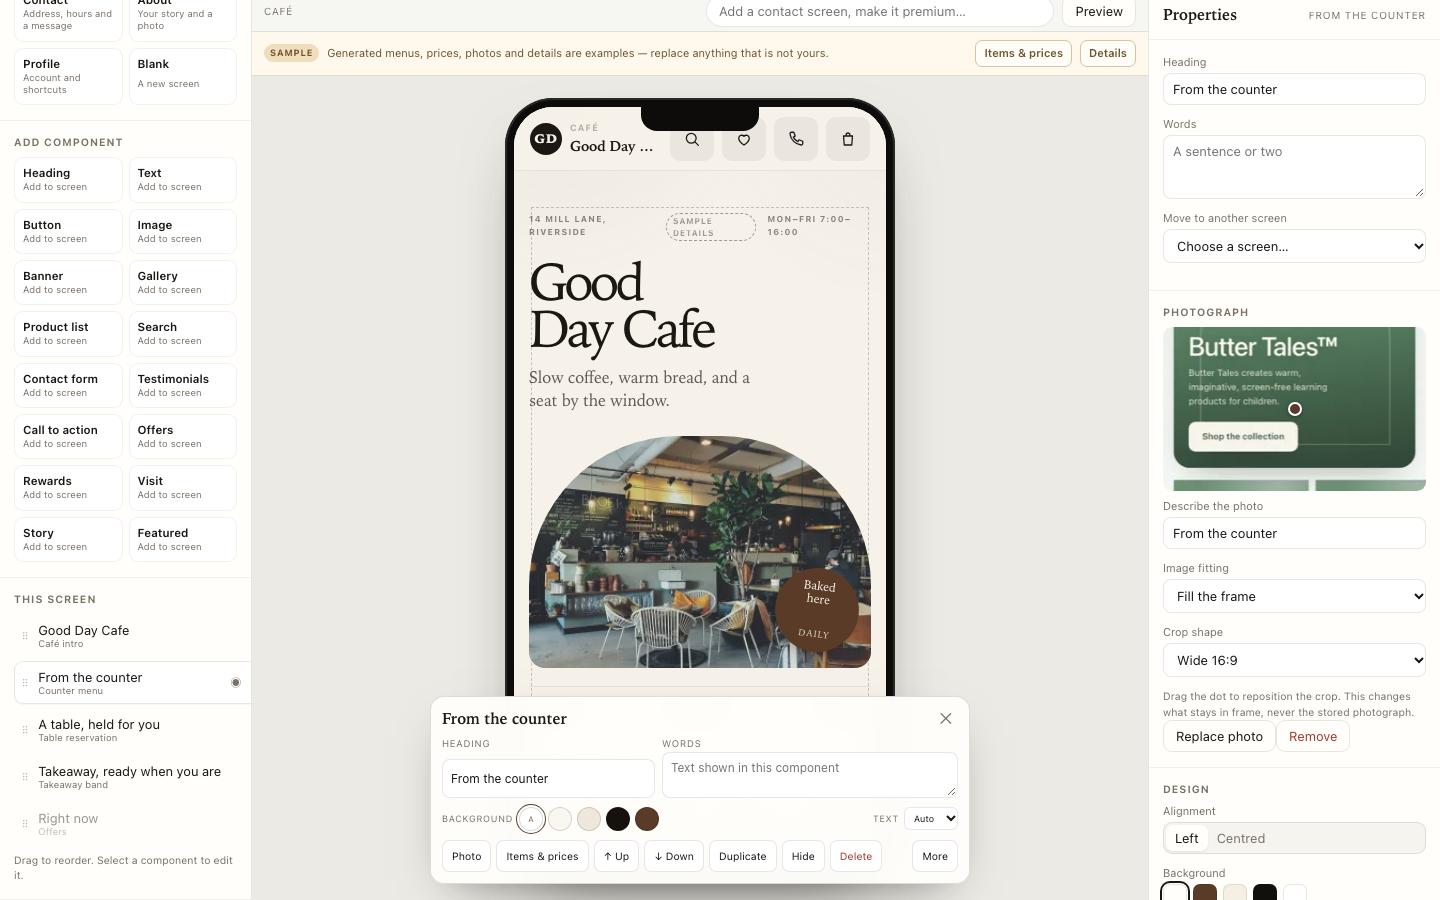 Contact
Address, hours and
a message
About
Your story and a
photo
Profile
Account and
shortcuts
Blank
A new screen
ADD COMPONENT
Heading
Add to screen
Text
Add to screen
Button
Add to screen
Image
Add to screen
Banner
Add to screen
Gallery
Add to screen
Product list
Add to screen
Search
Add to screen
Contact form
Add to screen
Testimonials
Add to screen
Call to action
Add to screen
Offers
Add to screen
Rewards
Add to screen
Visit
Add to screen
Story
Add to screen
Featured
Add to screen
THIS SCREEN
Good Day Cafe
Café intro
From the counter
Counter menu
A table, held for you
Table reservation
Takeaway, ready when you are
Takeaway band
Right now
Offers
Drag to reorder. Select a component to edit
it.
CAFÉ
Add a contact screen, make it premium...
Preview
SAMPLE
Generated menus, prices, photos and details are examples — replace anything that is not yours.
Items & prices
Details
GD
CAFÉ
Good Day ...
14 MILL LANE,
RIVERSIDE
SAMPLE
DETAILS
MON–FRI 7:00–
16:00
Good
Day Cafe
Slow coffee, warm bread, and a
seat by the window.
Baked
here
DAILY
From the counter
HEADING
From the counter
WORDS
Text shown in this component
BACKGROUND
A
TEXT
Auto
Photo
Items & prices
↑ Up
↓ Down
Duplicate
Hide
Delete
More
Properties
FROM THE COUNTER
Heading
From the counter
Words
A sentence or two
Move to another screen
Choose a screen...
PHOTOGRAPH
Butter Tales™
Butter Tales creates warm,
imaginative, screen-free learning
products for children.
Shop the collection
Describe the photo
From the counter
Image fitting
Fill the frame
Crop shape
Wide 16:9
Drag the dot to reposition the crop. This changes
what stays in frame, never the stored photograph.
Replace photo
Remove
DESIGN
Alignment
Left
Centred
Background